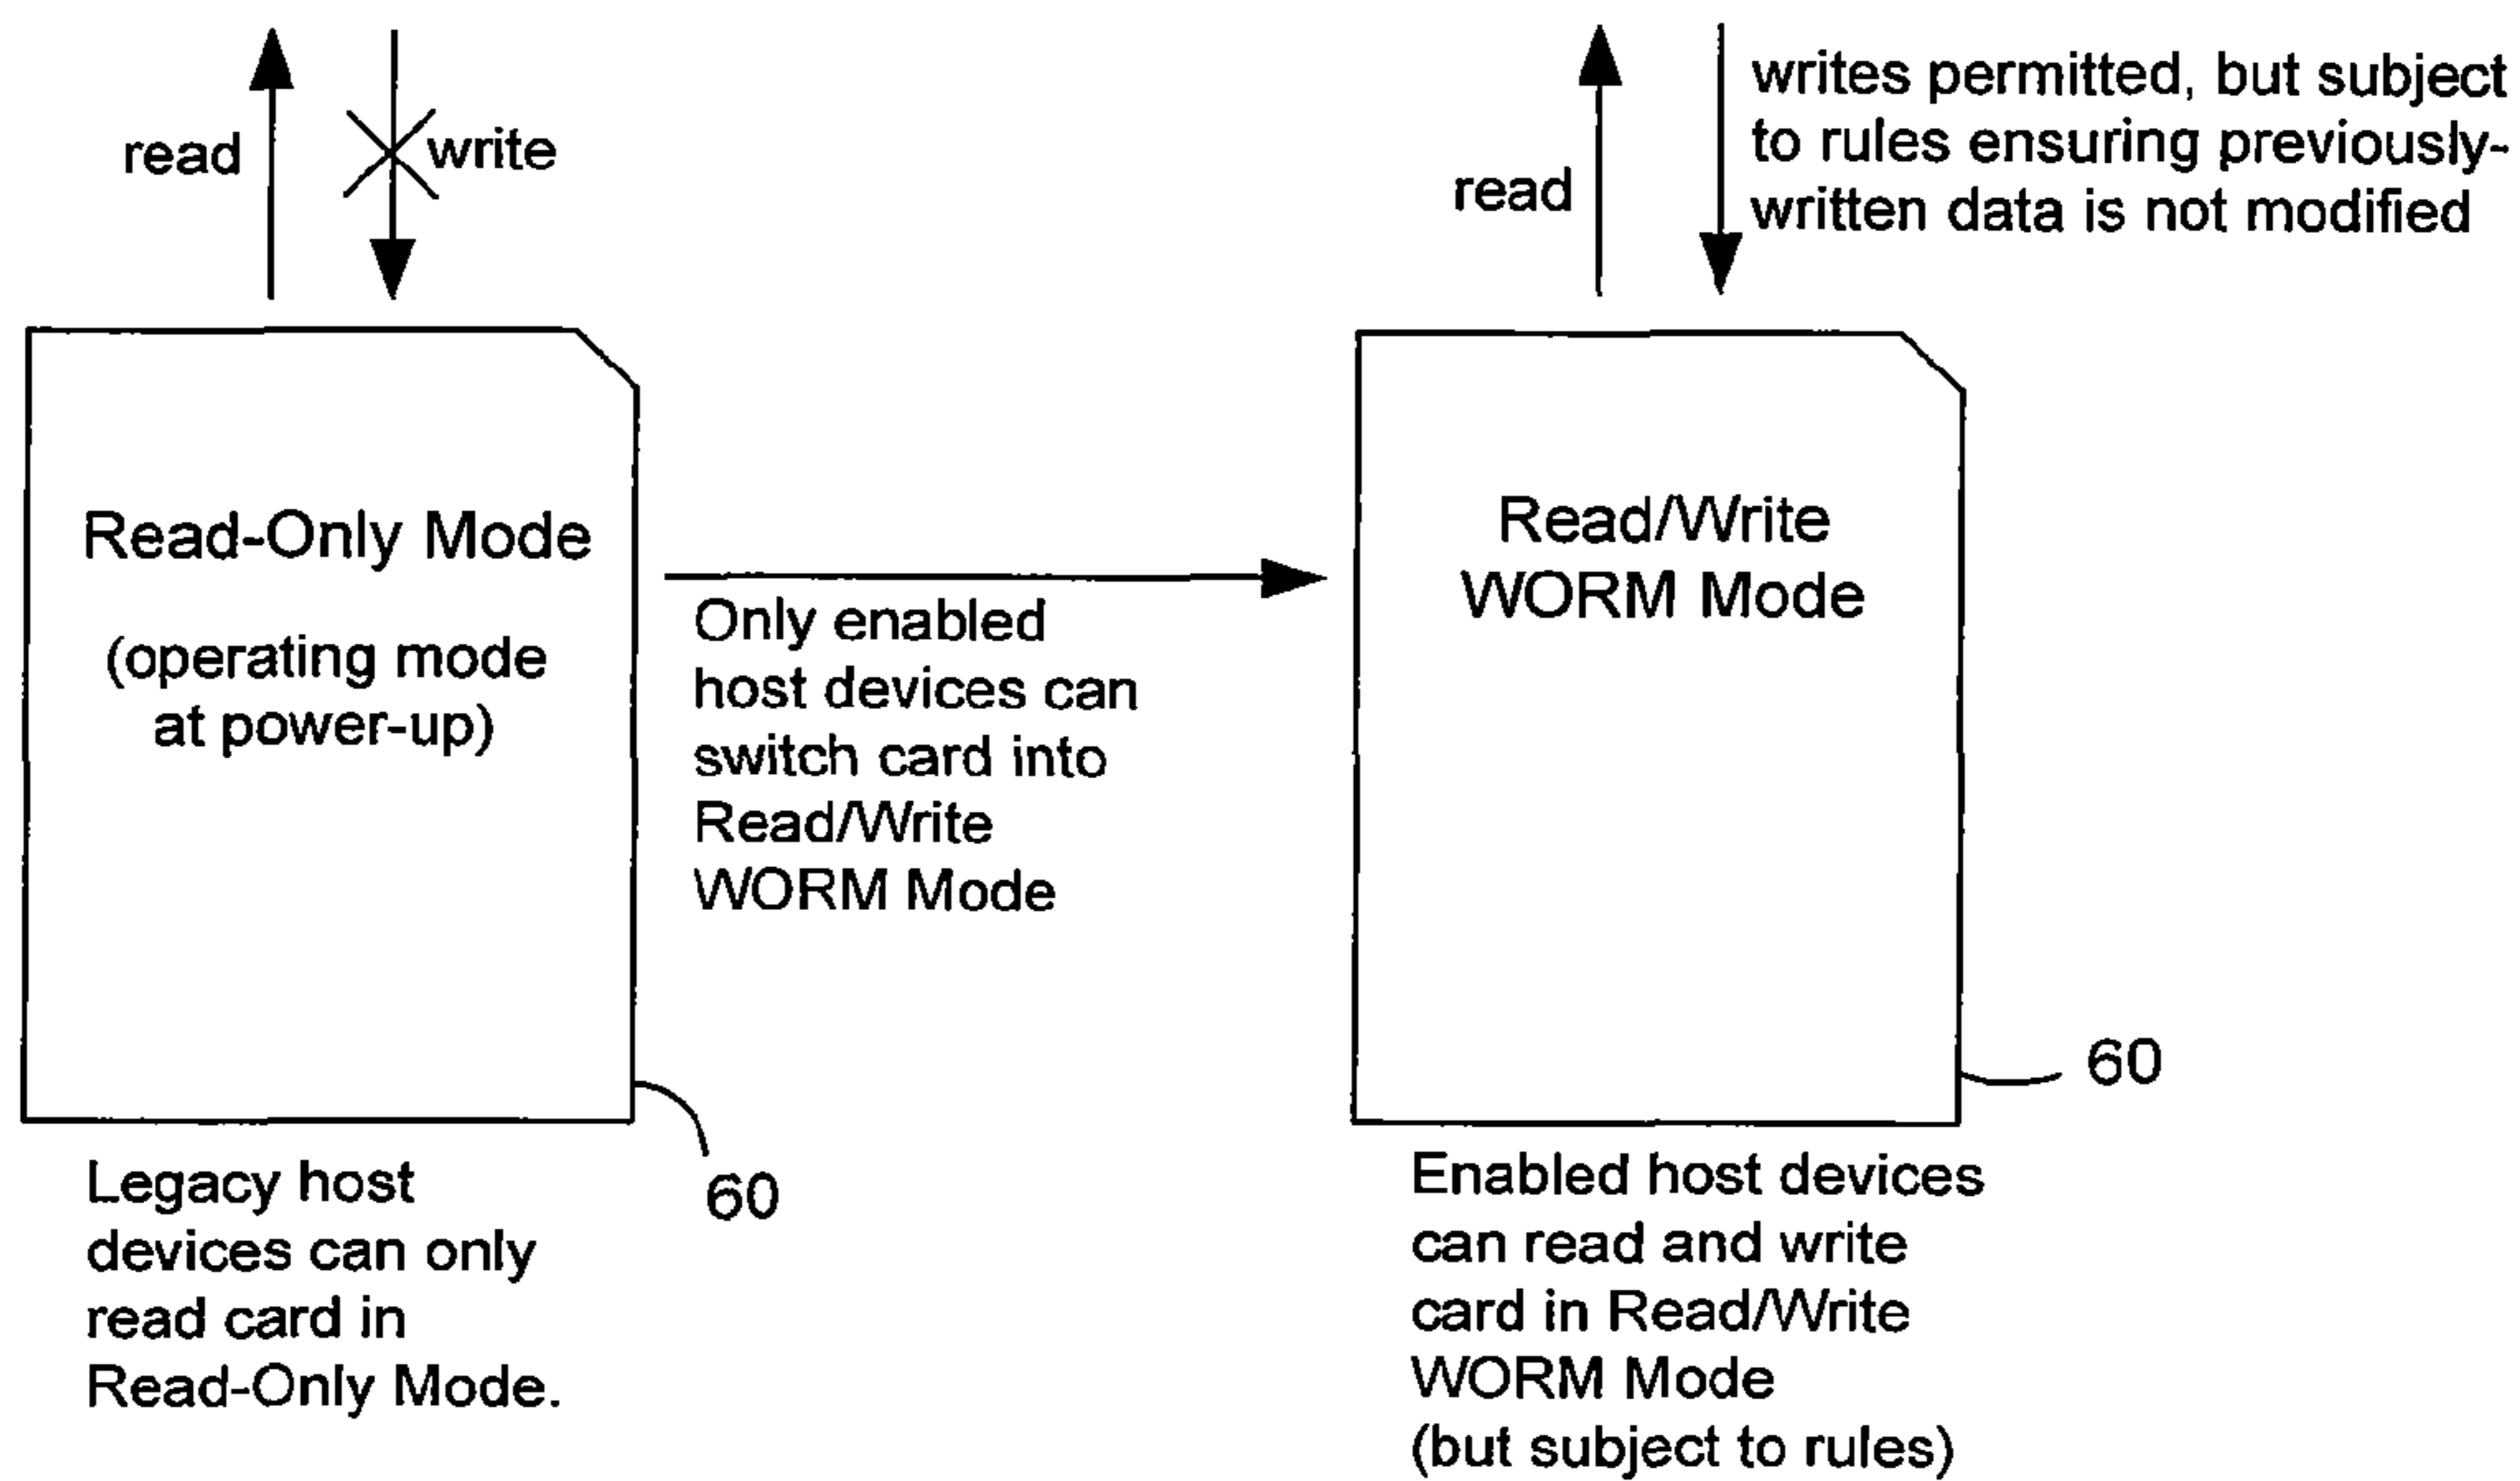 read
write
Read-Only Mode
(operating mode
at power-up)
Legacy host
devices can only
read card in
Read-Only Mode.
60
Only enabled
host devices can
switch card into
Read/Write
WORM Mode
read
writes permitted, but subject
to rules ensuring previously-
written data is not modified
Read/Write
WORM Mode
60
Enabled host devices
can read and write
card in Read/Write
WORM Mode
(but subject to rules)